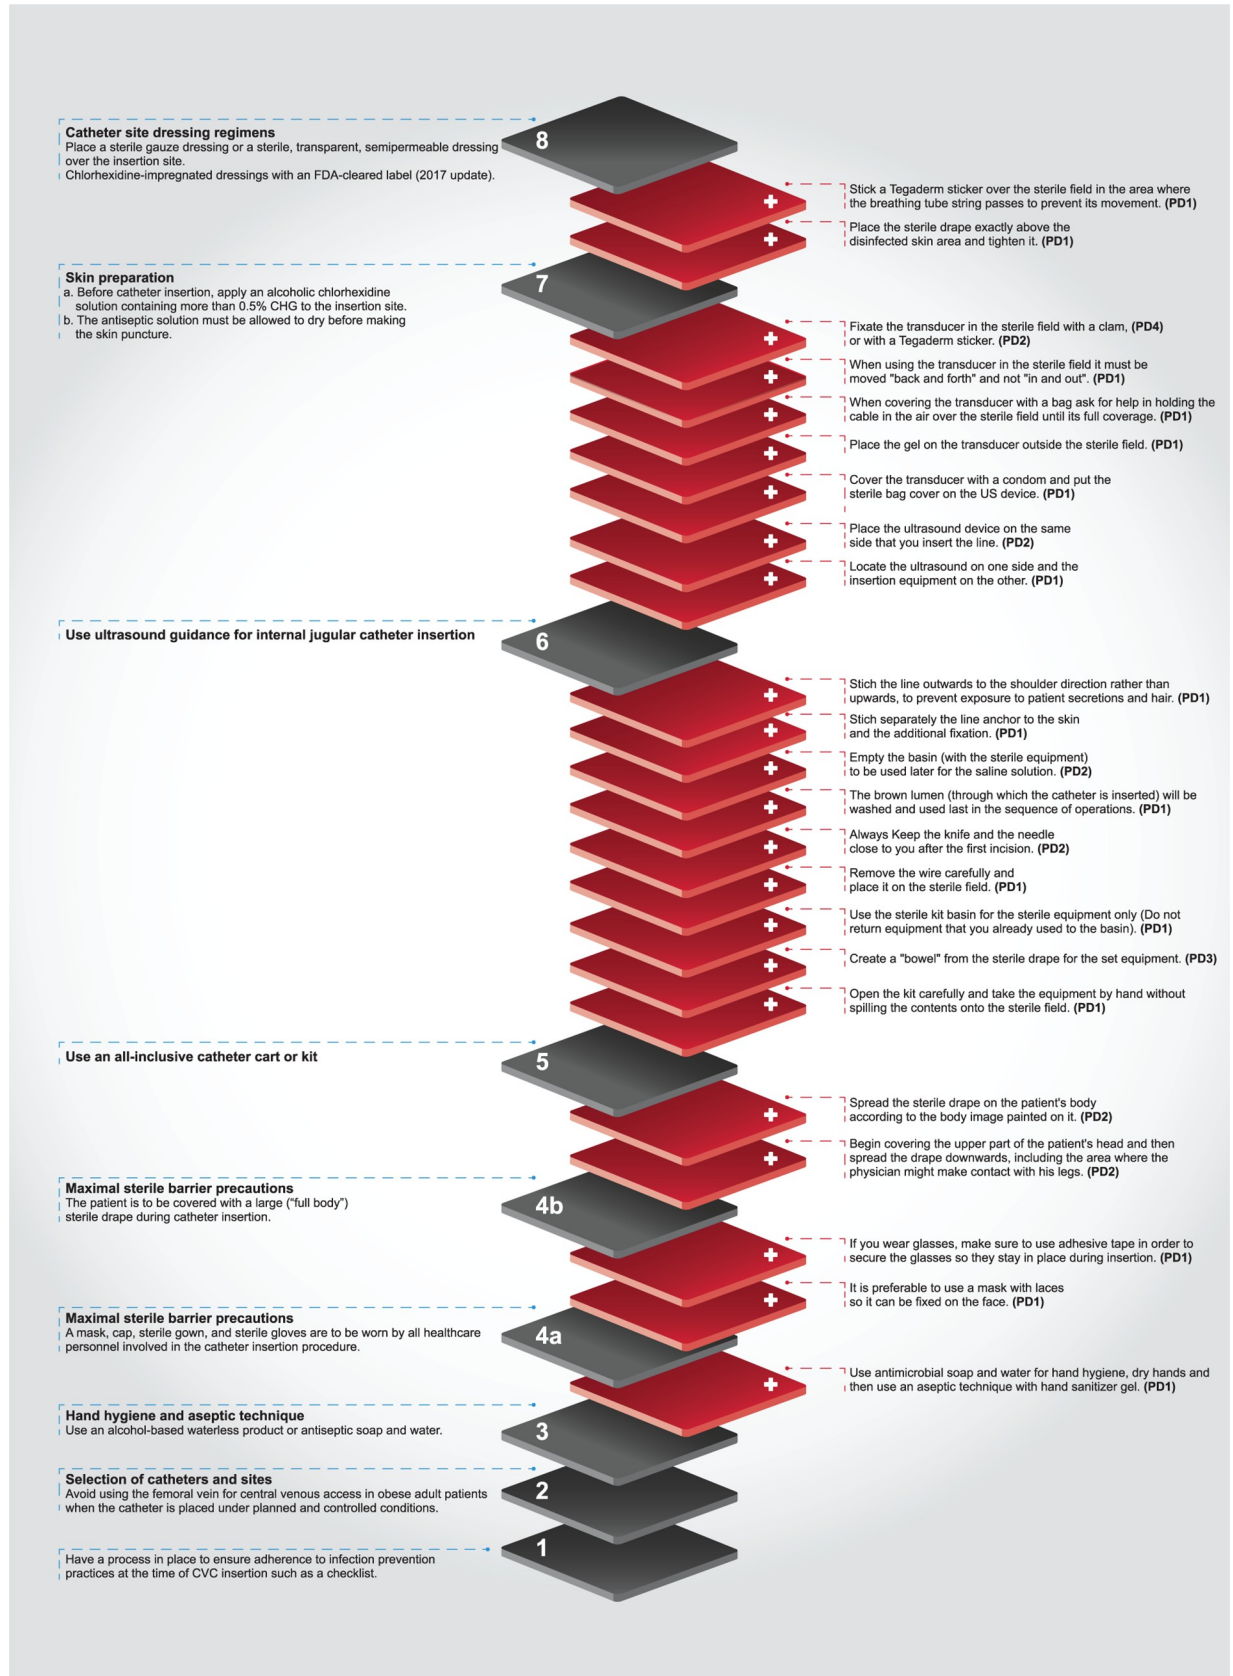 8
Catheter site dressing regimens
Place a sterile gauze dressing or a sterile, transparent, semipermeable dressing
over the insertion site.
Chlorhexidine-impregnated dressings with an FDA-cleared label (2017 update).
Stick a Tegaderm sticker over the sterile field in the area where
the breathing tube string passes to prevent its movement. (PD1)
Place the sterile drape exactly above the
disinfected skin area and tighten it. (PD1)
7
Skin preparation
a. Before catheter insertion, apply an alcoholic chlorhexidine
solution containing more than 0.5% CHG to the insertion site.
b. The antiseptic solution must be allowed to dry before making
the skin puncture.
Fixate the transducer in the sterile field with a clam, (PD4)
or with a Tegaderm sticker. (PD2)
When using the transducer in the sterile field it must be
moved "back and forth" and not "in and out". (PD1)
When covering the transducer with a bag ask for help in holding the
cable in the air over the sterile field until its full coverage. (PD1)
Place the gel on the transducer outside the sterile field. (PD1)
Cover the transducer with a condom and put the
sterile bag cover on the US device. (PD1)
Place the ultrasound device on the same
side that you insert the line. (PD2)
Locate the ultrasound on one side and the
insertion equipment on the other. (PD1)
6
Use ultrasound guidance for internal jugular catheter insertion
Stich the line outwards to the shoulder direction rather than
upwards, to prevent exposure to patient secretions and hair. (PD1)
Stich separately the line anchor to the skin
and the additional fixation. (PD1)
Empty the basin (with the sterile equipment)
to be used later for the saline solution. (PD2)
The brown lumen (through which the catheter is inserted) will be
washed and used last in the sequence of operations. (PD1)
Always Keep the knife and the needle
close to you after the first incision. (PD2)
Remove the wire carefully and
place it on the sterile field. (PD1)
Use the sterile kit basin for the sterile equipment only (Do not
return equipment that you already used to the basin). (PD1)
Create a "bowel" from the sterile drape for the set equipment. (PD3)
Open the kit carefully and take the equipment by hand without
spilling the contents onto the sterile field. (PD1)
5
Use an all-inclusive catheter cart or kit
Spread the sterile drape on the patient's body
according to the body image painted on it. (PD2)
Begin covering the upper part of the patient's head and then
spread the drape downwards, including the area where the
physician might make contact with his legs. (PD2)
4b
Maximal sterile barrier precautions
The patient is to be covered with a large ("full body")
sterile drape during catheter insertion.
If you wear glasses, make sure to use adhesive tape in order to
secure the glasses so they stay in place during insertion. (PD1)
It is preferable to use a mask with laces
so it can be fixed on the face. (PD1)
4a
Maximal sterile barrier precautions
A mask, cap, sterile gown, and sterile gloves are to be worn by all healthcare
personnel involved in the catheter insertion procedure.
Use antimicrobial soap and water for hand hygiene, dry hands and
then use an aseptic technique with hand sanitizer gel. (PD1)
3
Hand hygiene and aseptic technique
Use an alcohol-based waterless product or antiseptic soap and water.
2
Selection of catheters and sites
Avoid using the femoral vein for central venous access in obese adult patients
when the catheter is placed under planned and controlled conditions.
1
Have a process in place to ensure adherence to infection prevention
practices at the time of CVC insertion such as a checklist.